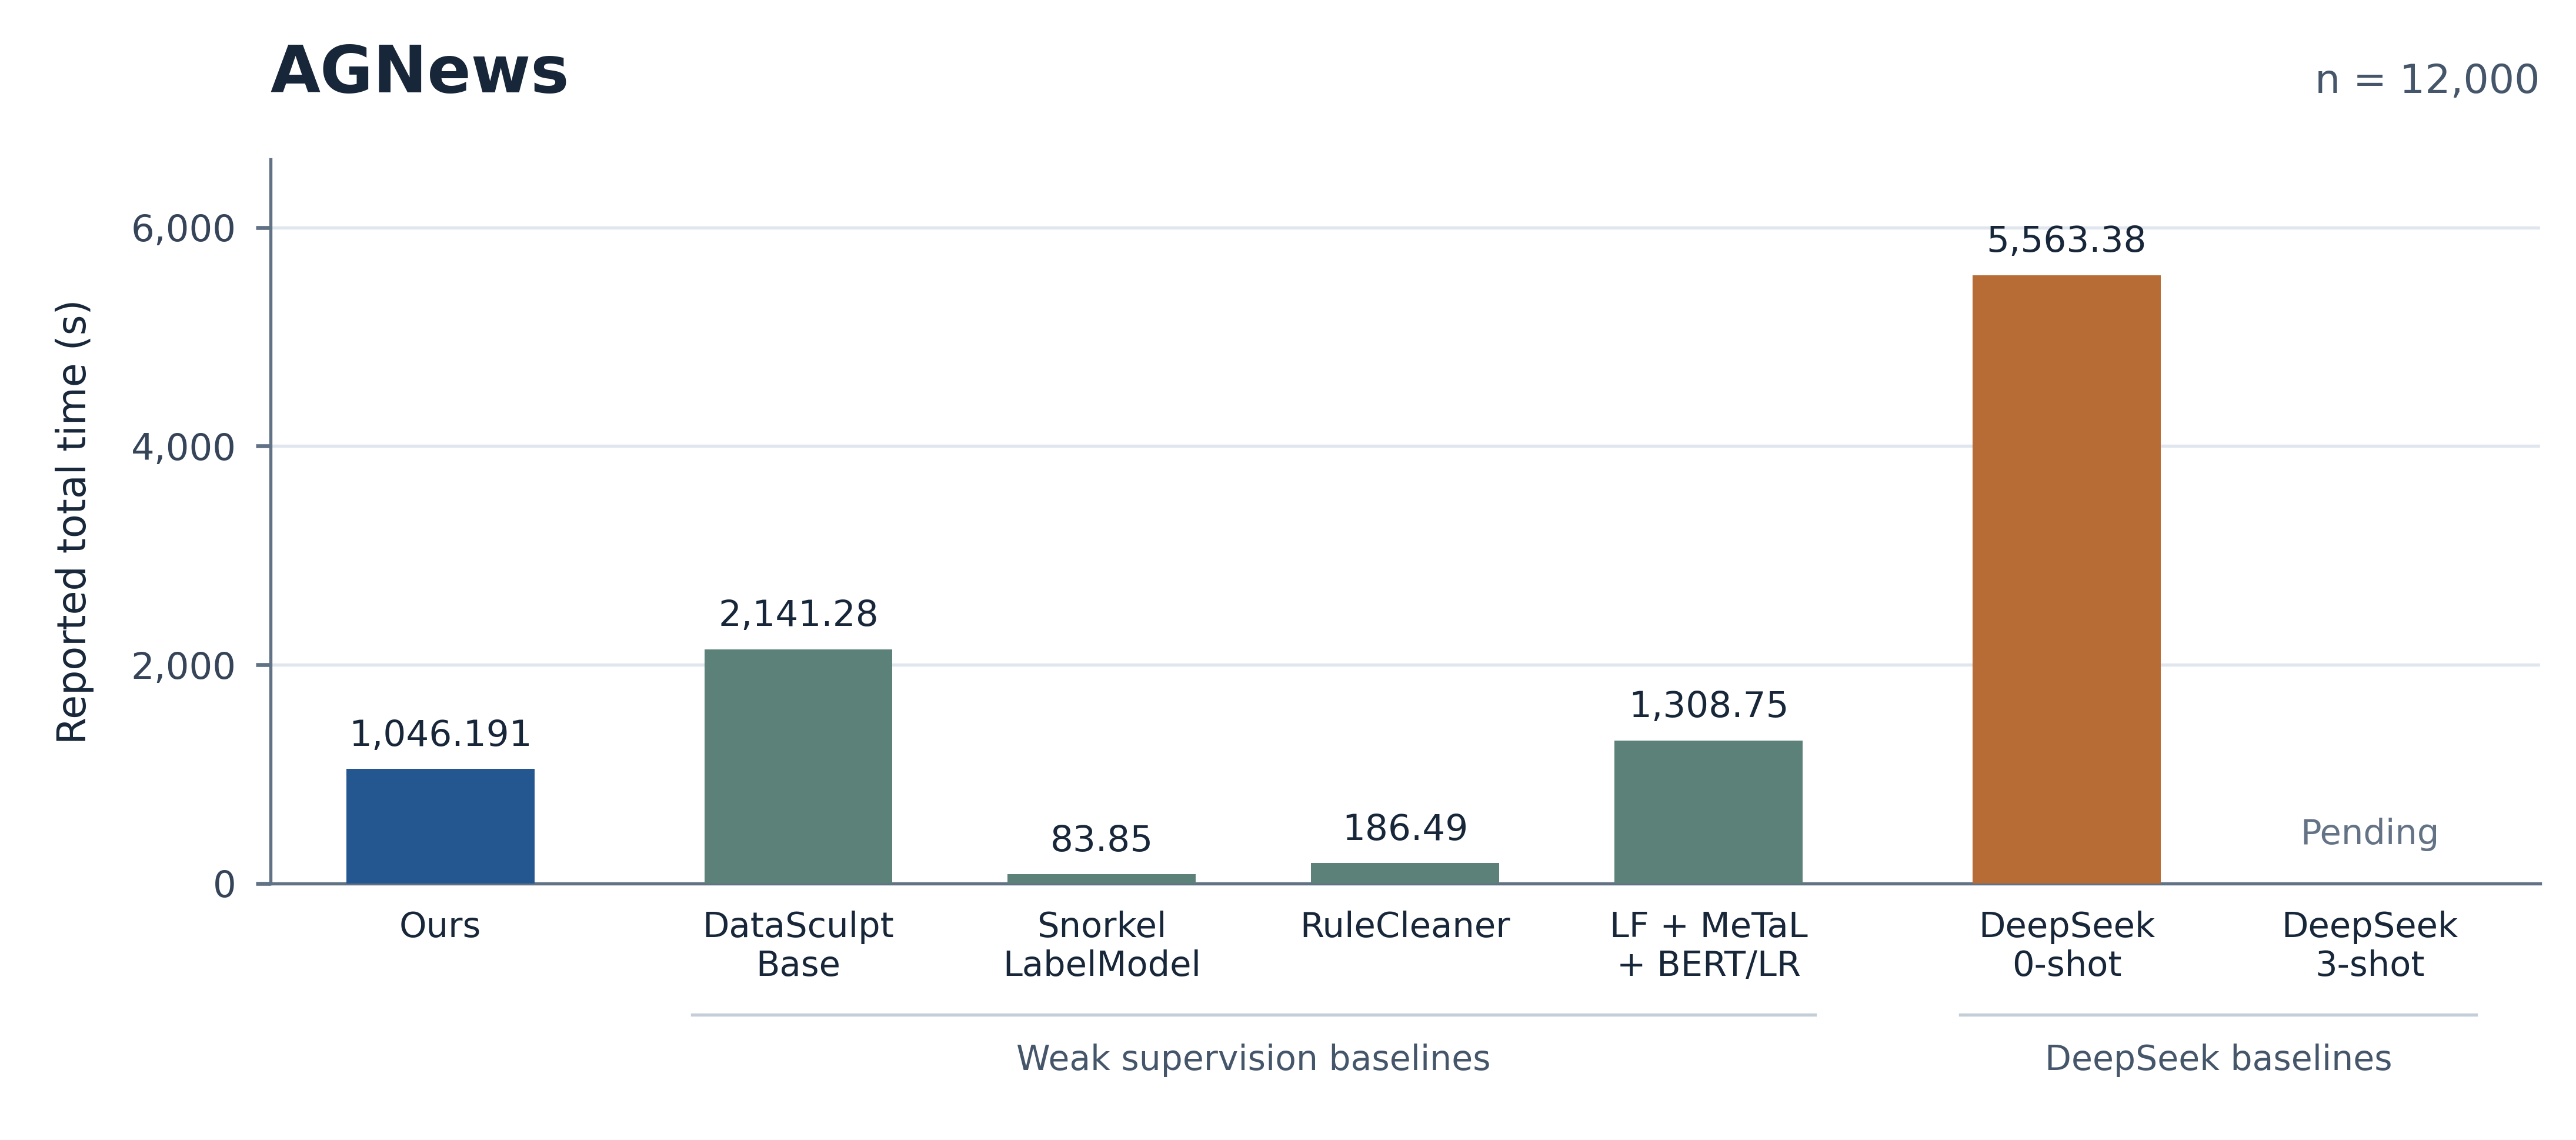 AGNews
n = 12,000
Reported total time (s)
6,000
4,000
2,000
0
1,046.191
2,141.28
83.85
186.49
1,308.75
5,563.38
Pending
Ours
DataSculpt
Base
Snorkel
LabelModel
RuleCleaner
LF + MeTaL
+ BERT/LR
DeepSeek
0-shot
DeepSeek
3-shot
Weak supervision baselines
DeepSeek baselines